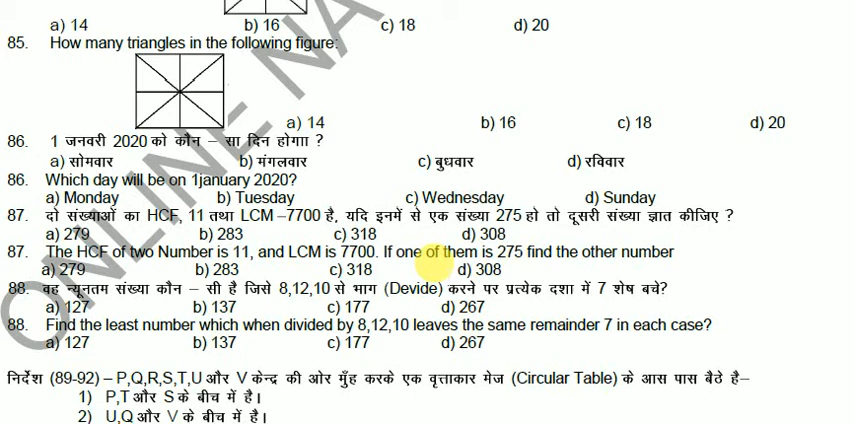 a) 14 b) 16 c) 18 d) 20
85. How many triangles in the following figure:
a) 14 b) 16 c) 18 d) 20
86. 1 जनवरी 2020 को कौन – सा दिन होगाा ?
a) सोमवार b) मंगलवार c) बुधवार d) रविवार
86. Which day will be on 1january 2020?
a) Monday b) Tuesday c) Wednesday d) Sunday
87. दो संख्याओं का HCF, 11 तथा LCM –7700 है, यदि इनमें से एक संख्या 275 हो तो दूसरी संख्या ज्ञात कीजिए ?
a) 279 b) 283 c) 318 d) 308
87. The HCF of two Number is 11, and LCM is 7700. If one of them is 275 find the other number
a) 279 b) 283 c) 318 d) 308
88. वह न्यूनतम संख्या कौन – सी है जिसे 8,12,10 से भाग (Devide) करने पर प्रत्येक दशा में 7 शेष बचे?
a) 127 b) 137 c) 177 d) 267
88. Find the least number which when divided by 8,12,10 leaves the same remainder 7 in each case?
a) 127 b) 137 c) 177 d) 267
निर्देश (89-92) – P,Q,R,S,T,U और V केन्द्र की ओर मुँह करके एक वृत्ताकार मेज (Circular Table) के आस पास बैठे है–
1) P,T और S के बीच में है।
2) U,Q और V के बीच में है।
ONLINE NA